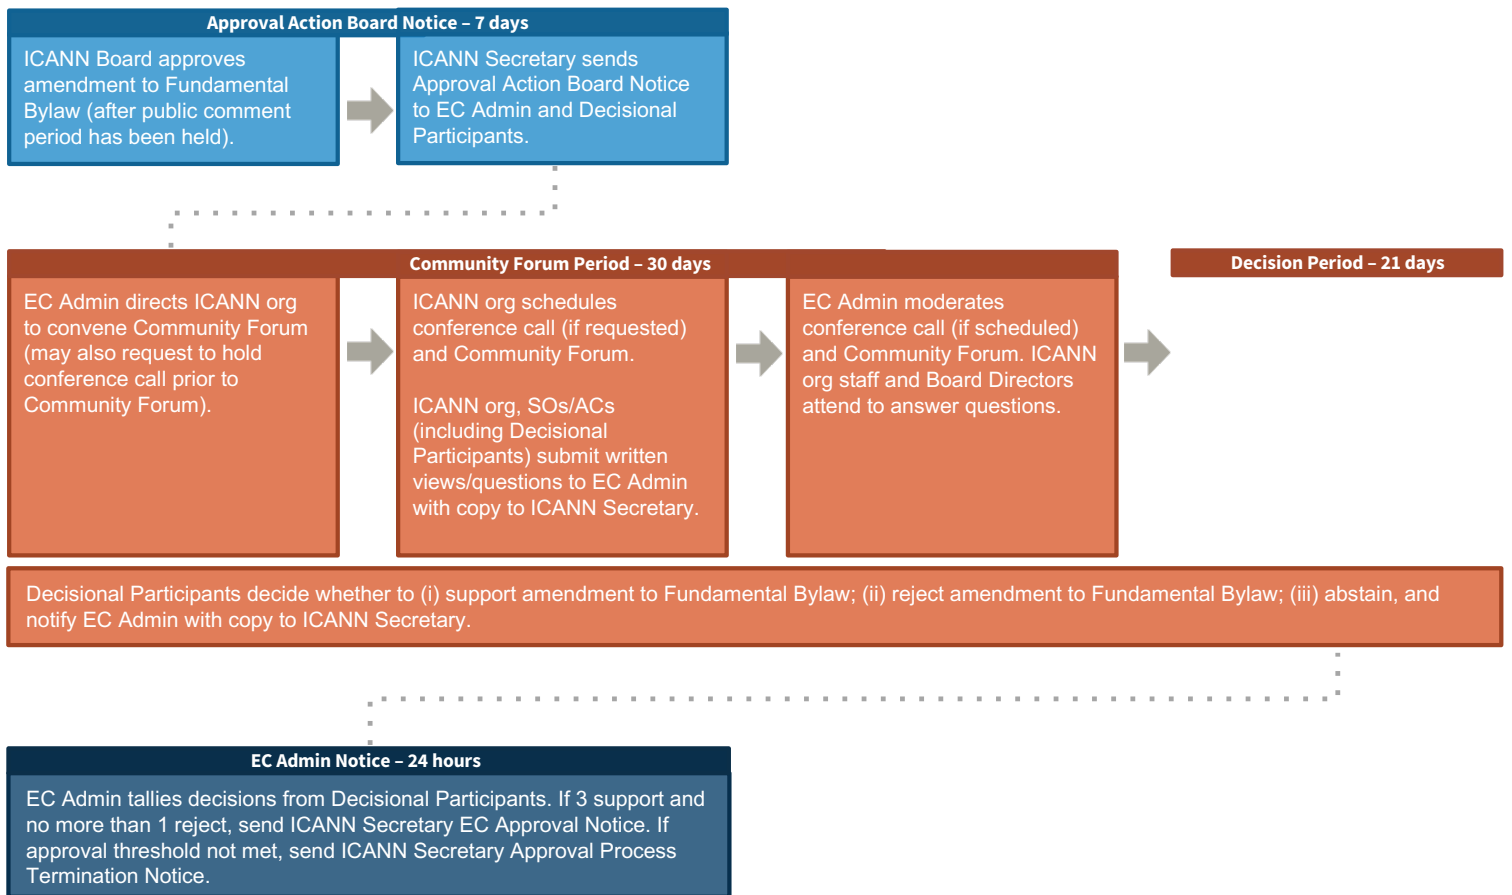 Approval Action Board Notice – 7 days
ICANN Board approves
amendment to Fundamental
Bylaw (after public comment
period has been held).
ICANN Secretary sends
Approval Action Board Notice
to EC Admin and Decisional
Participants.
Community Forum Period – 30 days
EC Admin directs ICANN org
to convene Community Forum
(may also request to hold
conference call prior to
Community Forum).
ICANN org schedules
conference call (if requested)
and Community Forum.
ICANN org, SOs/ACs
(including Decisional
Participants) submit written
views/questions to EC Admin
with copy to ICANN Secretary.
EC Admin moderates
conference call (if scheduled)
and Community Forum. ICANN
org staff and Board Directors
attend to answer questions.
Decision Period – 21 days
Decisional Participants decide whether to (i) support amendment to Fundamental Bylaw; (ii) reject amendment to Fundamental Bylaw; (iii) abstain, and
notify EC Admin with copy to ICANN Secretary.
EC Admin Notice – 24 hours
EC Admin tallies decisions from Decisional Participants. If 3 support and
no more than 1 reject, send ICANN Secretary EC Approval Notice. If
approval threshold not met, send ICANN Secretary Approval Process
Termination Notice.